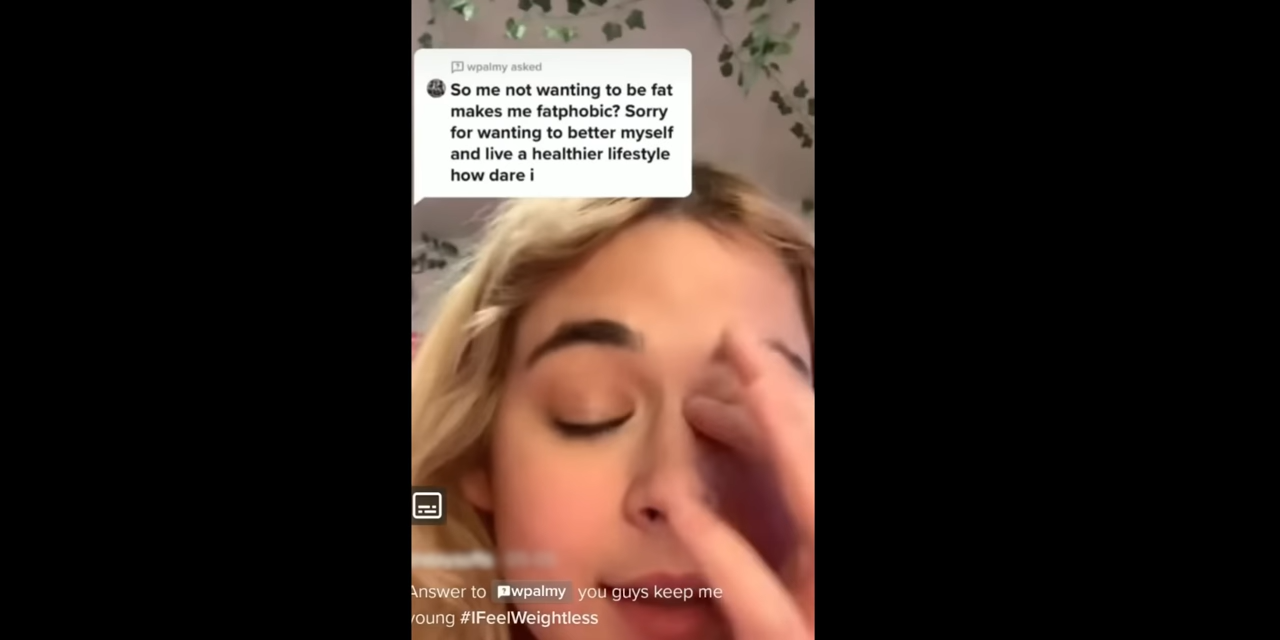 wpalmy asked
So me not wanting to be fat
makes me fatphobic? Sorry
for wanting to better myself
and live a healthier lifestyle
how dare i
Answer to wpalmy you guys keep me
young #IFeelWeightless